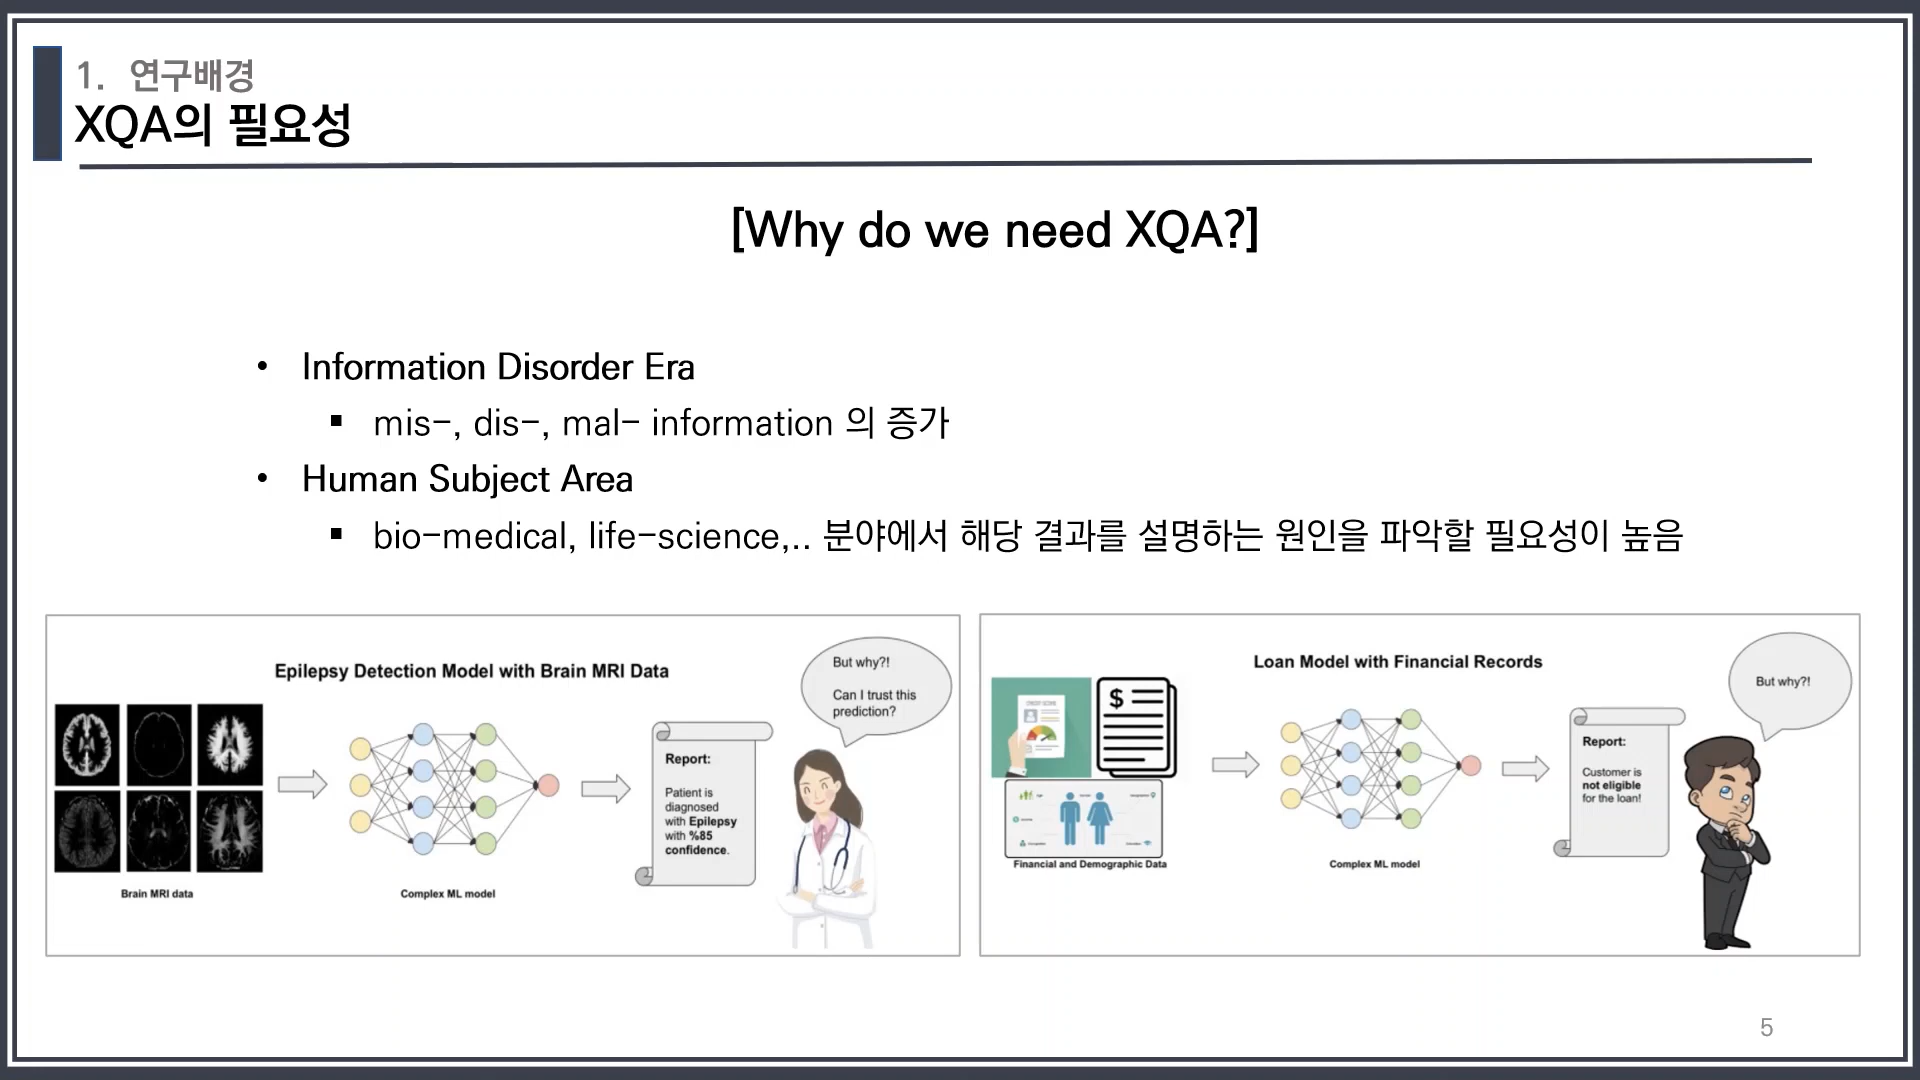 1. 연구배경
XQA의 필요성
[Why do we need XQA?]
• Information Disorder Era
▪ mis-, dis-, mal- information 의 증가
• Human Subject Area
▪ bio-medical, life-science,.. 분야에서 해당 결과를 설명하는 원인을 파악할 필요성이 높음
Epilepsy Detection Model with Brain MRI Data
But why?!
Can I trust this
prediction?
Report:
Patient is
diagnosed
with Epilepsy
with %85
confidence.
Brain MRI data
Complex ML model
Loan Model with Financial Records
But why?!
$
Report:
Customer is
not eligible
for the loan!
Financial and Demographic Data
Complex ML model
5